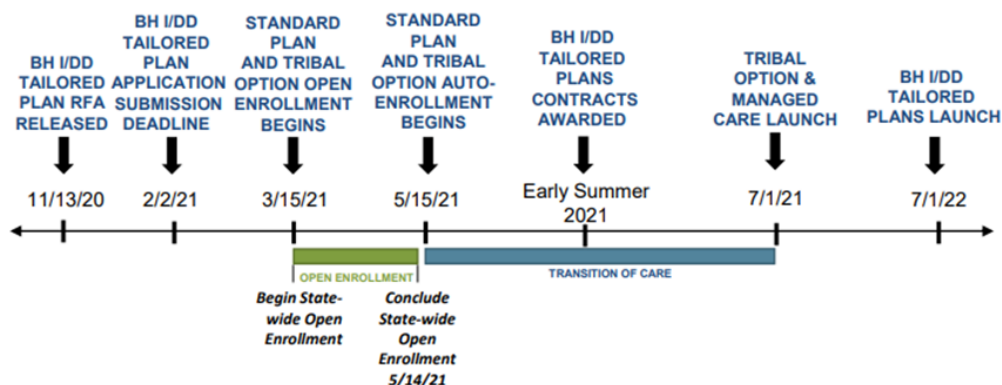 BH I/DD
TAILORED
PLAN RFA
RELEASED
BH I/DD
TAILORED
PLAN
APPLICATION
SUBMISSION
DEADLINE
STANDARD
PLAN
AND TRIBAL
OPTION OPEN
ENROLLMENT
BEGINS
STANDARD
PLAN
AND TRIBAL
OPTION AUTO-
ENROLLMENT
BEGINS
BH I/DD
TAILORED
PLANS
CONTRACTS
AWARDED
TRIBAL
OPTION &
MANAGED
CARE LAUNCH
BH I/DD
TAILORED
PLANS LAUNCH
11/13/20
2/2/21
3/15/21
5/15/21
Early Summer
2021
7/1/21
7/1/22
OPEN ENROLLMENT
TRANSITION OF CARE
Begin State-
wide Open
Enrollment
Conclude
State-wide
Open
Enrollment
5/14/21